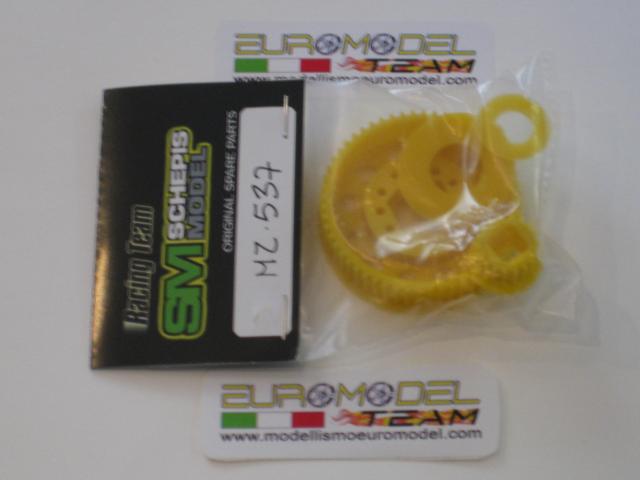 EUROMODEL
TEAM
www.modellismoeuromodel.com
Racing Team
SM SCHEPIS
MODEL
ORIGINAL SPARE PARTS
MZ.537
EUROMODEL
TEAM
www.modellismoeuromodel.com